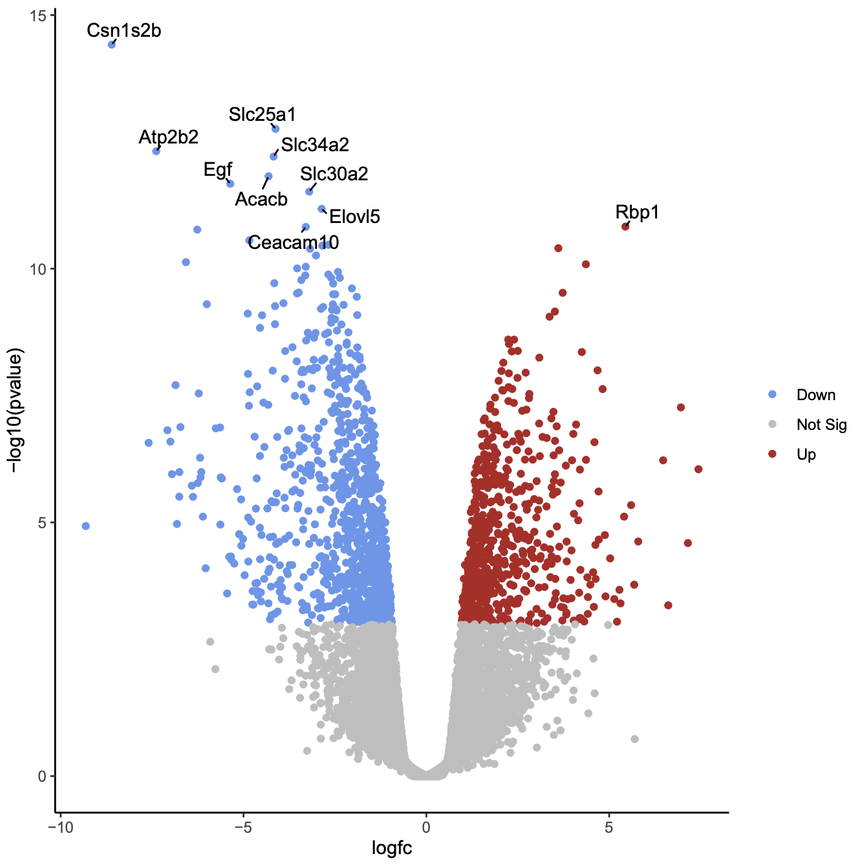 15
Csn1s2b
Slc25a1
Atp2b2
Slc34a2
Egf
Slc30a2
Acacb
Elovl5
Rbp1
Ceacam10
10
−log10(pvalue)
Down
Not Sig
Up
5
0
−10
−5
0
5
logfc